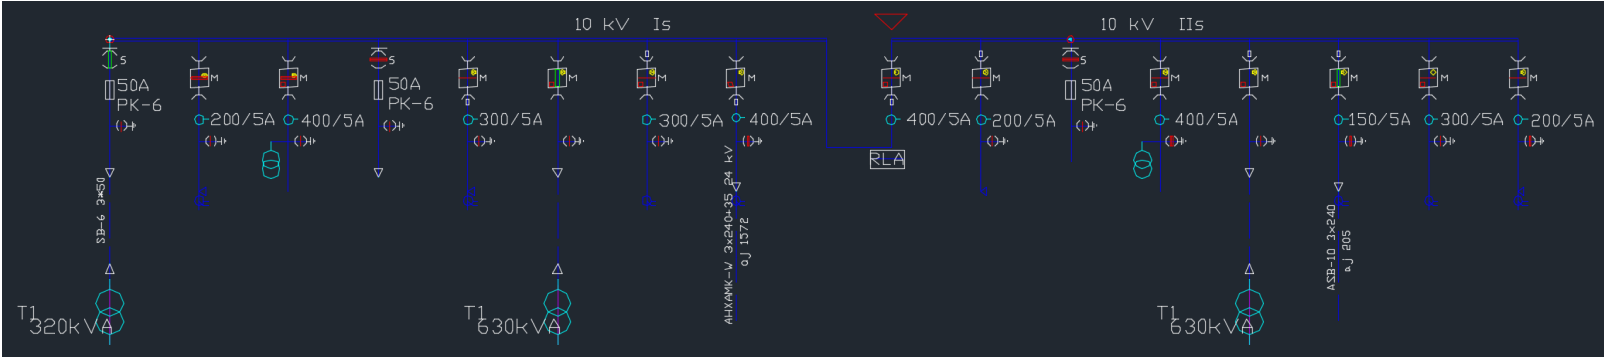 10 kV Is
10 kV IIs
S
M
M
S
M
M
M
M
M
M
S
M
M
M
M
M
50A
PK-6
50A
PK-6
50A
PK-6
200/5A
400/5A
300/5A
300/5A
400/5A
400/5A
200/5A
400/5A
150/5A
300/5A
200/5A
RLA
SB-6 3*50
AHXAMK-W 3x240+35 24 kV
aj 1572
ASB-10 3x240
aj 205
T1
320kVA
T1
630kVA
T1
630kVA